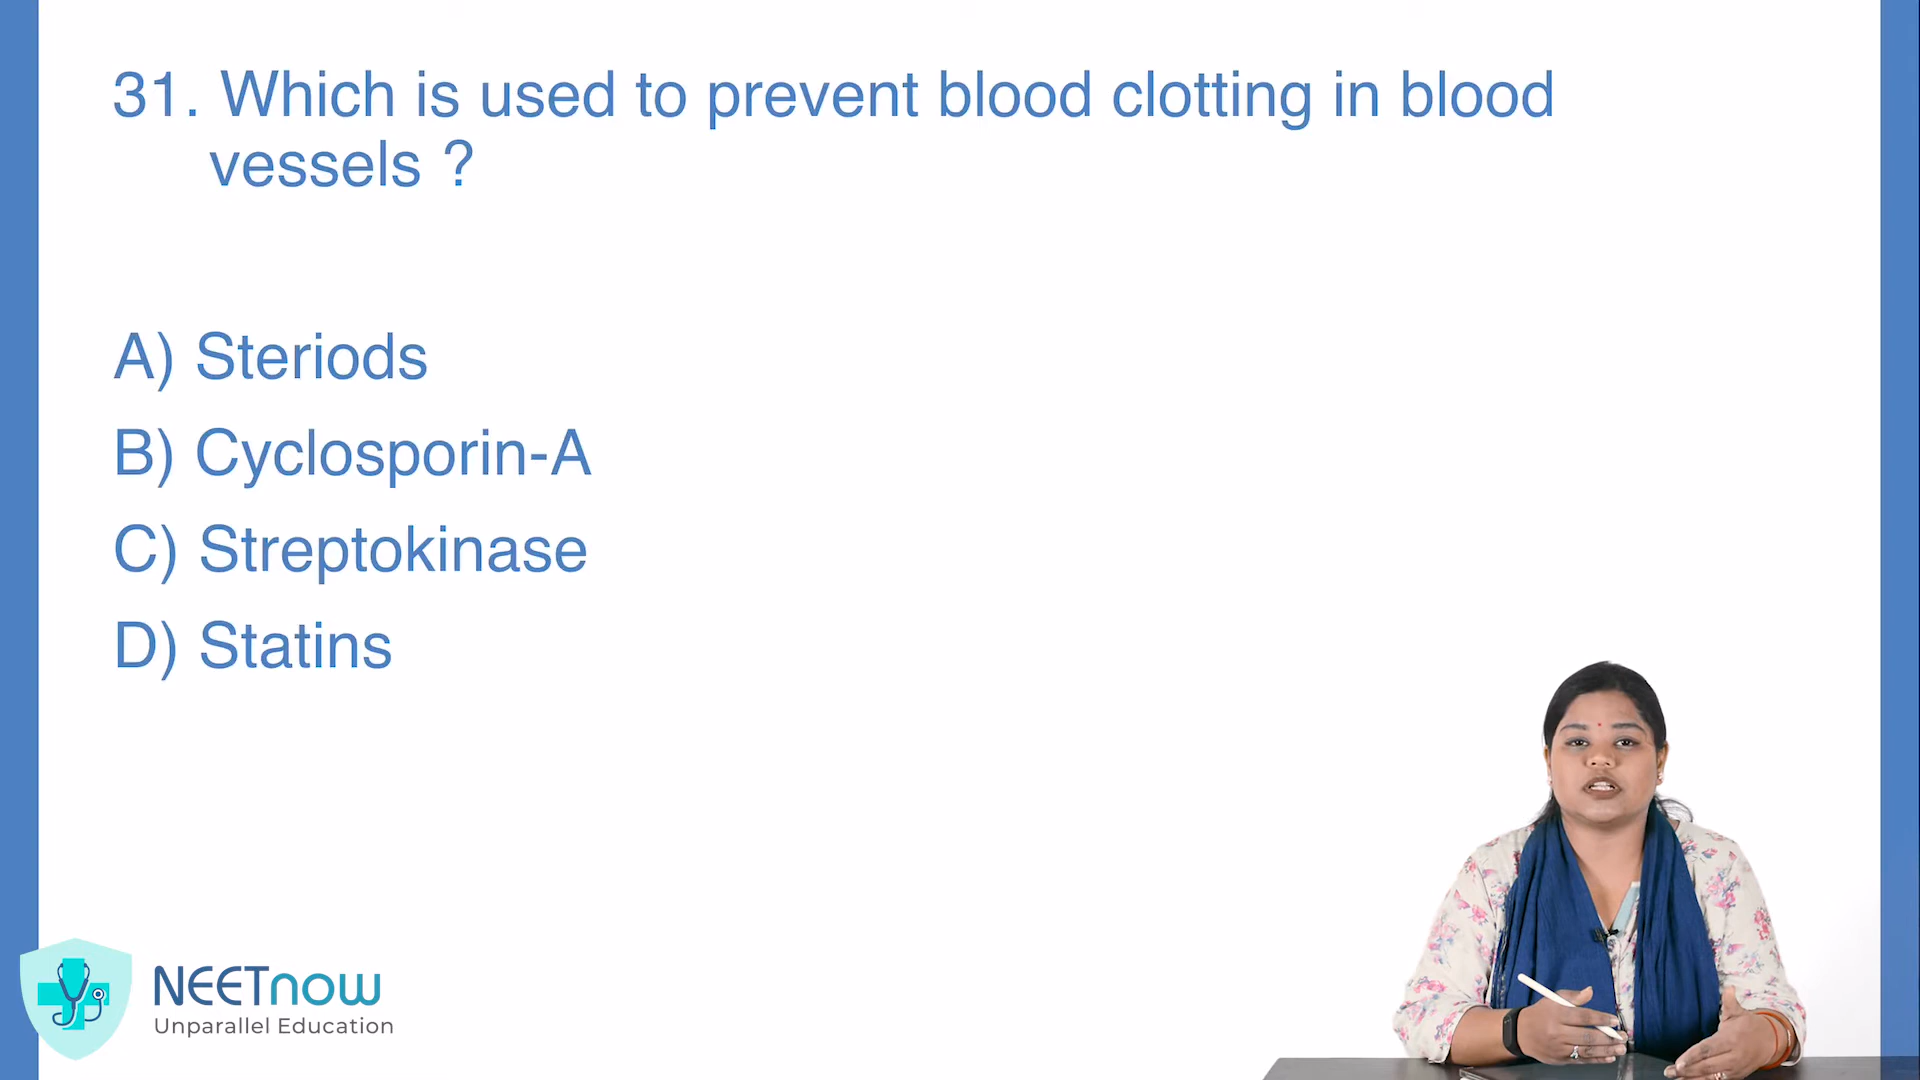 31. Which is used to prevent blood clotting in blood
vessels ?
A) Steriods
B) Cyclosporin-A
C) Streptokinase
D) Statins
NEETnow
Unparallel Education